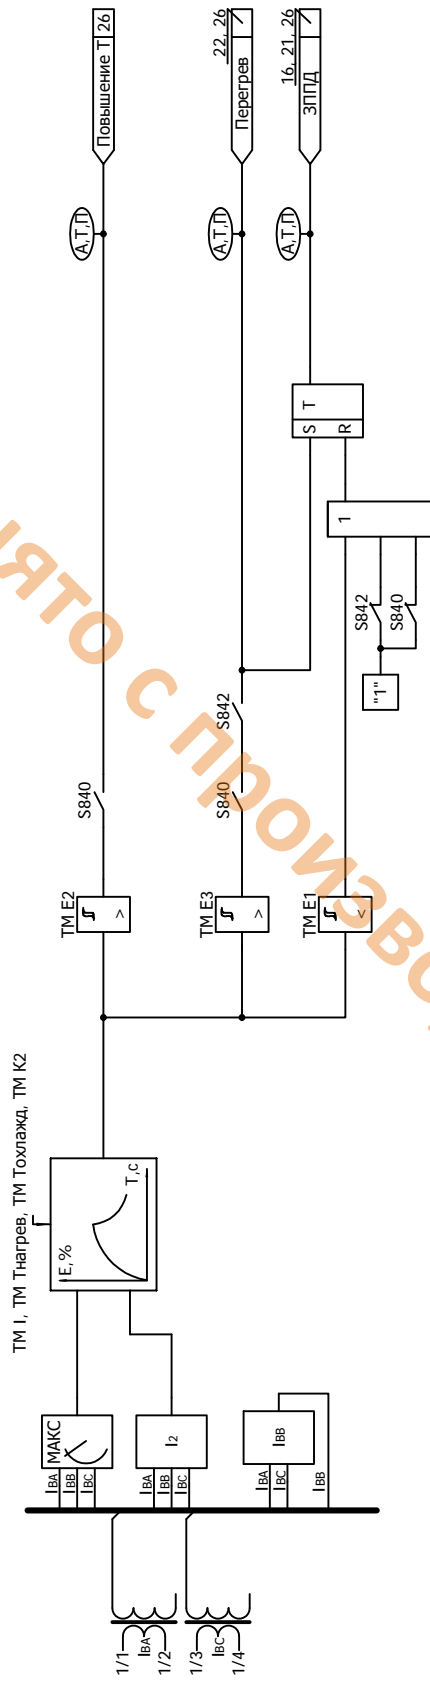 Повышение Т 26
22, 26
Перегрев
16, 21, 26
ЗППД
А,Т,П
А,Т,П
А,Т,П
S T
R
1
S842
S840
"1"
S842
S840
S840
ТМ Е2
>
ТМ Е3
>
ТМ Е1
<
ТМ I, ТМ Тнагрев, ТМ Тохлажд, ТМ К2
Е,%
Т,с
МАКС
IВА
IВВ
IВС
I2
IВА
IВВ
IВС
IВВ
IВА
IВС
IВВ
1/1
IВА
1/2
1/3
IВС
1/4
нято с произво